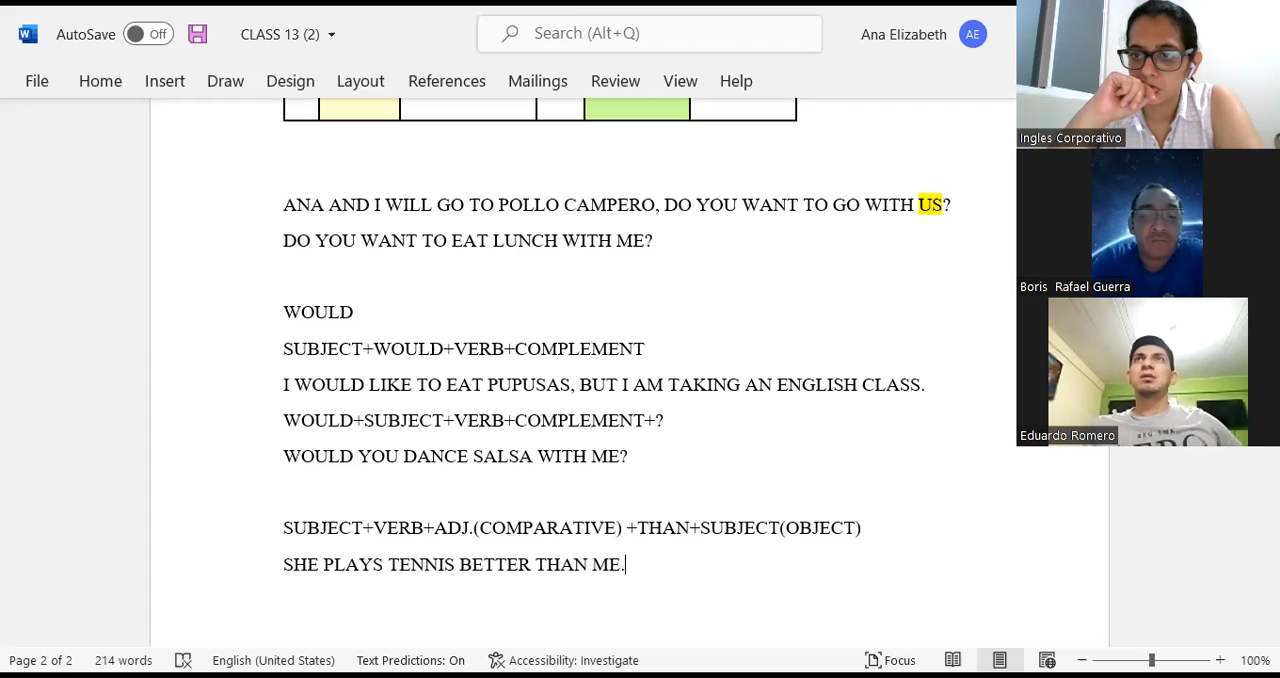 AutoSave Off CLASS 13 (2) Search (Alt+Q) Ana Elizabeth AE
File Home Insert Draw Design Layout References Mailings Review View Help
Ingles Corporativo
ANA AND I WILL GO TO POLLO CAMPERO, DO YOU WANT TO GO WITH US?
DO YOU WANT TO EAT LUNCH WITH ME?
Boris Rafael Guerra
WOULD
SUBJECT+WOULD+VERB+COMPLEMENT
I WOULD LIKE TO EAT PUPUSAS, BUT I AM TAKING AN ENGLISH CLASS.
WOULD+SUBJECT+VERB+COMPLEMENT+?
Eduardo Romero
WOULD YOU DANCE SALSA WITH ME?
SUBJECT+VERB+ADJ.(COMPARATIVE) +THAN+SUBJECT(OBJECT)
SHE PLAYS TENNIS BETTER THAN ME.
Page 2 of 2 214 words English (United States) Text Predictions: On Accessibility: Investigate Focus 100%